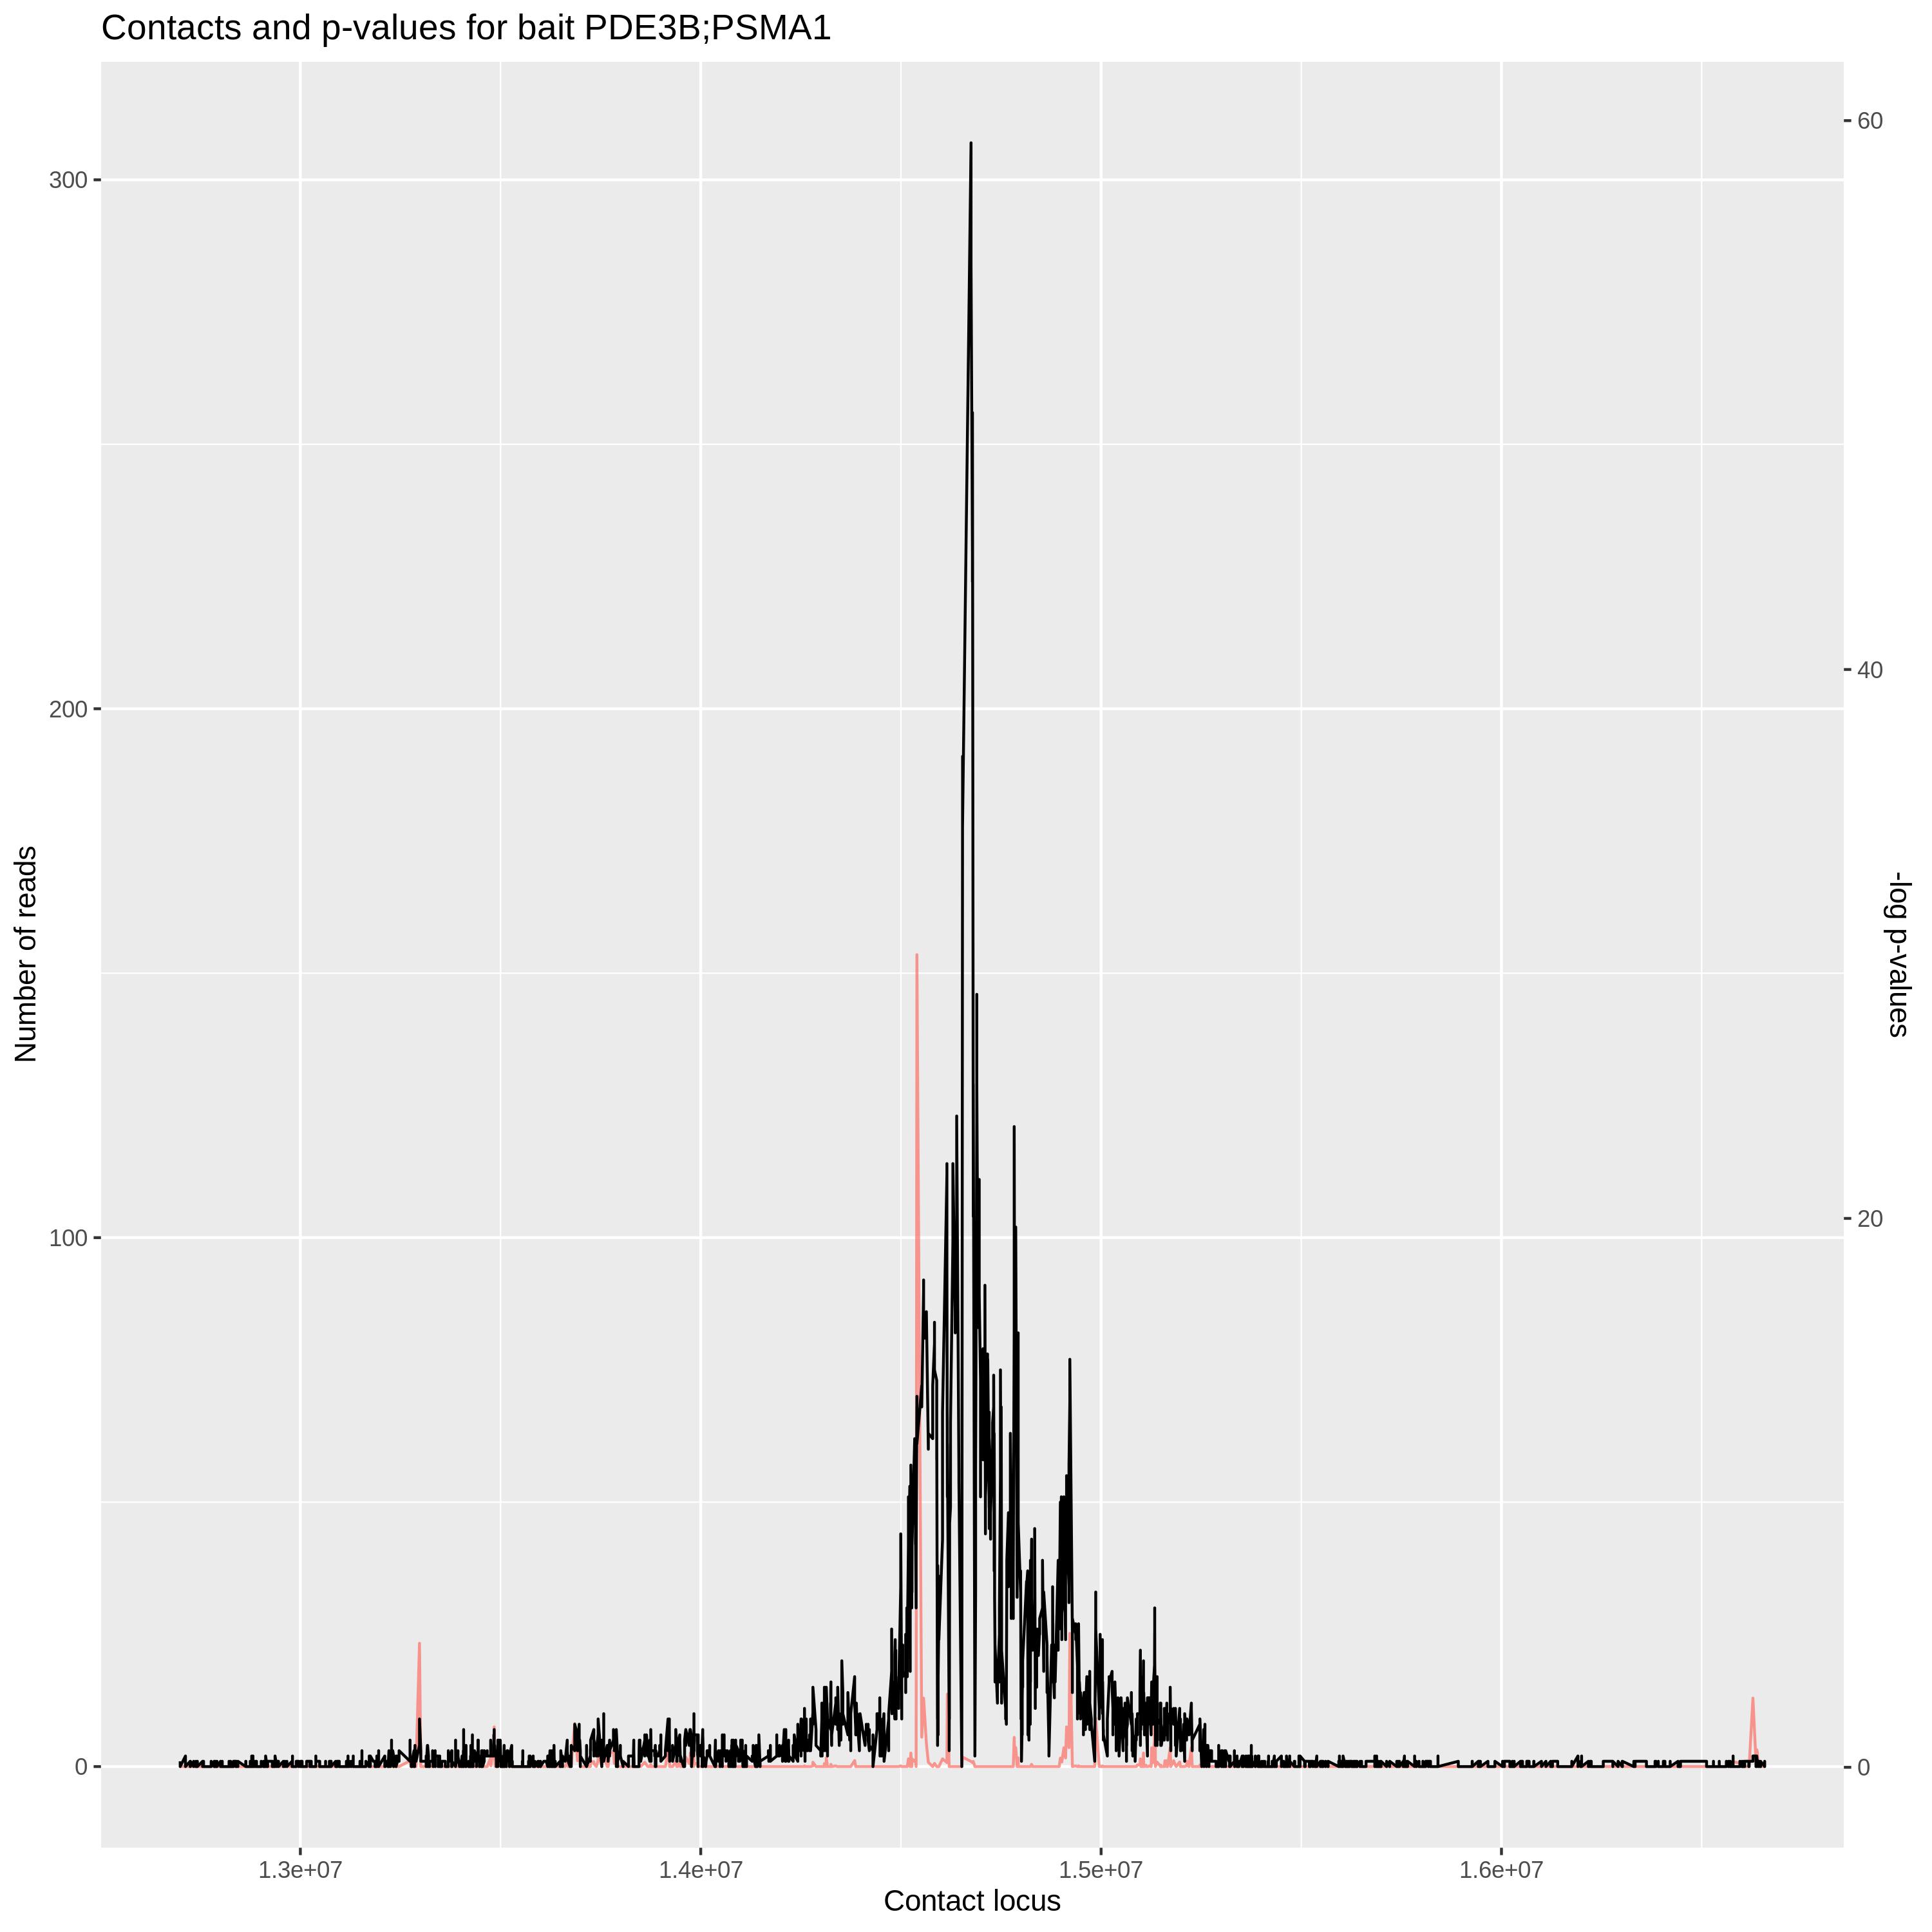 Contacts and p-values for bait PDE3B;PSMA1
300
200
100
0
Number of reads
60
40
20
0
-log p-values
1.3e+07
1.4e+07
1.5e+07
1.6e+07
Contact locus